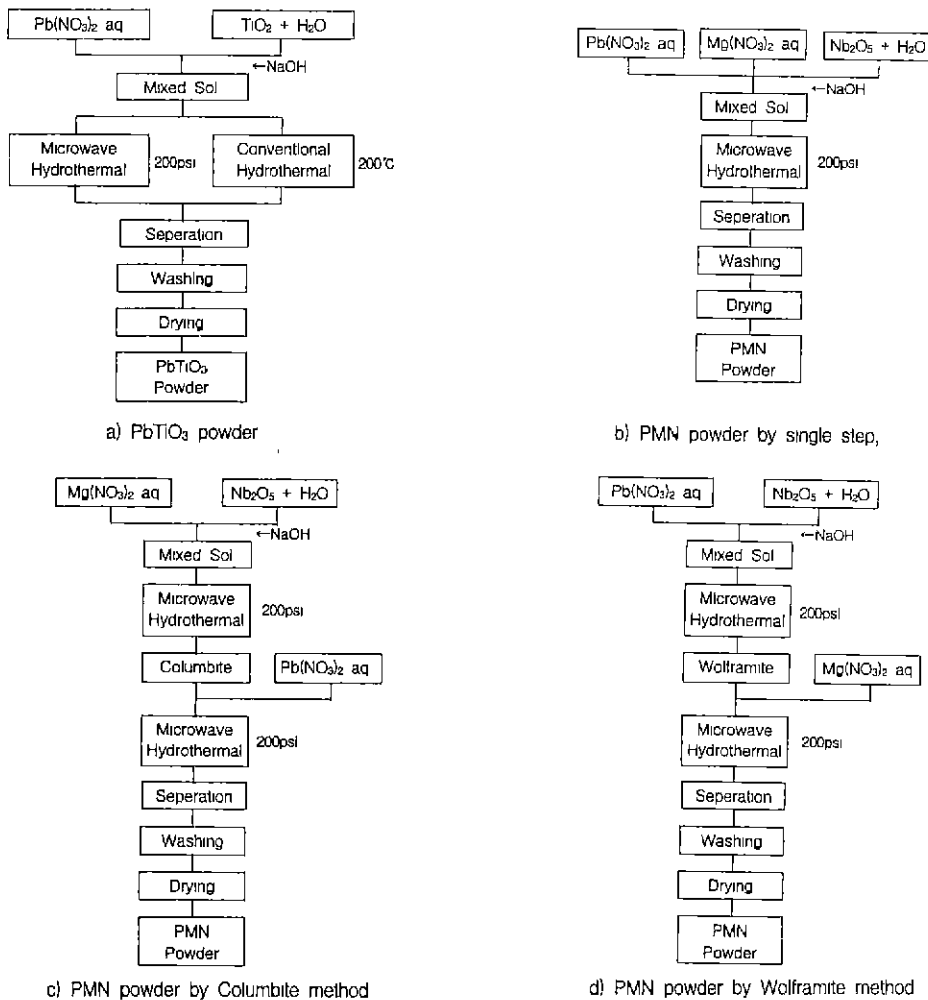 Pb(NO₃)₂ aq
TiO₂ + H₂O
←NaOH
Mixed Sol
Microwave
Hydrothermal
200psi
Conventional
Hydrothermal
200℃
Seperation
Washing
Drying
PbTiO₃
Powder
a) PbTiO₃ powder
Pb(NO₃)₂ aq
Mg(NO₃)₂ aq
Nb₂O₅ + H₂O
←NaOH
Mixed Sol
Microwave
Hydrothermal
200psi
Seperation
Washing
Drying
PMN
Powder
b) PMN powder by single step,
Mg(NO₃)₂ aq
Nb₂O₅ + H₂O
←NaOH
Mixed Sol
Microwave
Hydrothermal
200psi
Columbite
Pb(NO₃)₂ aq
Microwave
Hydrothermal
200psi
Seperation
Washing
Drying
PMN
Powder
c) PMN powder by Columbite method
Pb(NO₃)₂ aq
Nb₂O₅ + H₂O
←NaOH
Mixed Sol
Microwave
Hydrothermal
200psi
Wolframite
Mg(NO₃)₂ aq
Microwave
Hydrothermal
200psi
Seperation
Washing
Drying
PMN
Powder
d) PMN powder by Wolframite method